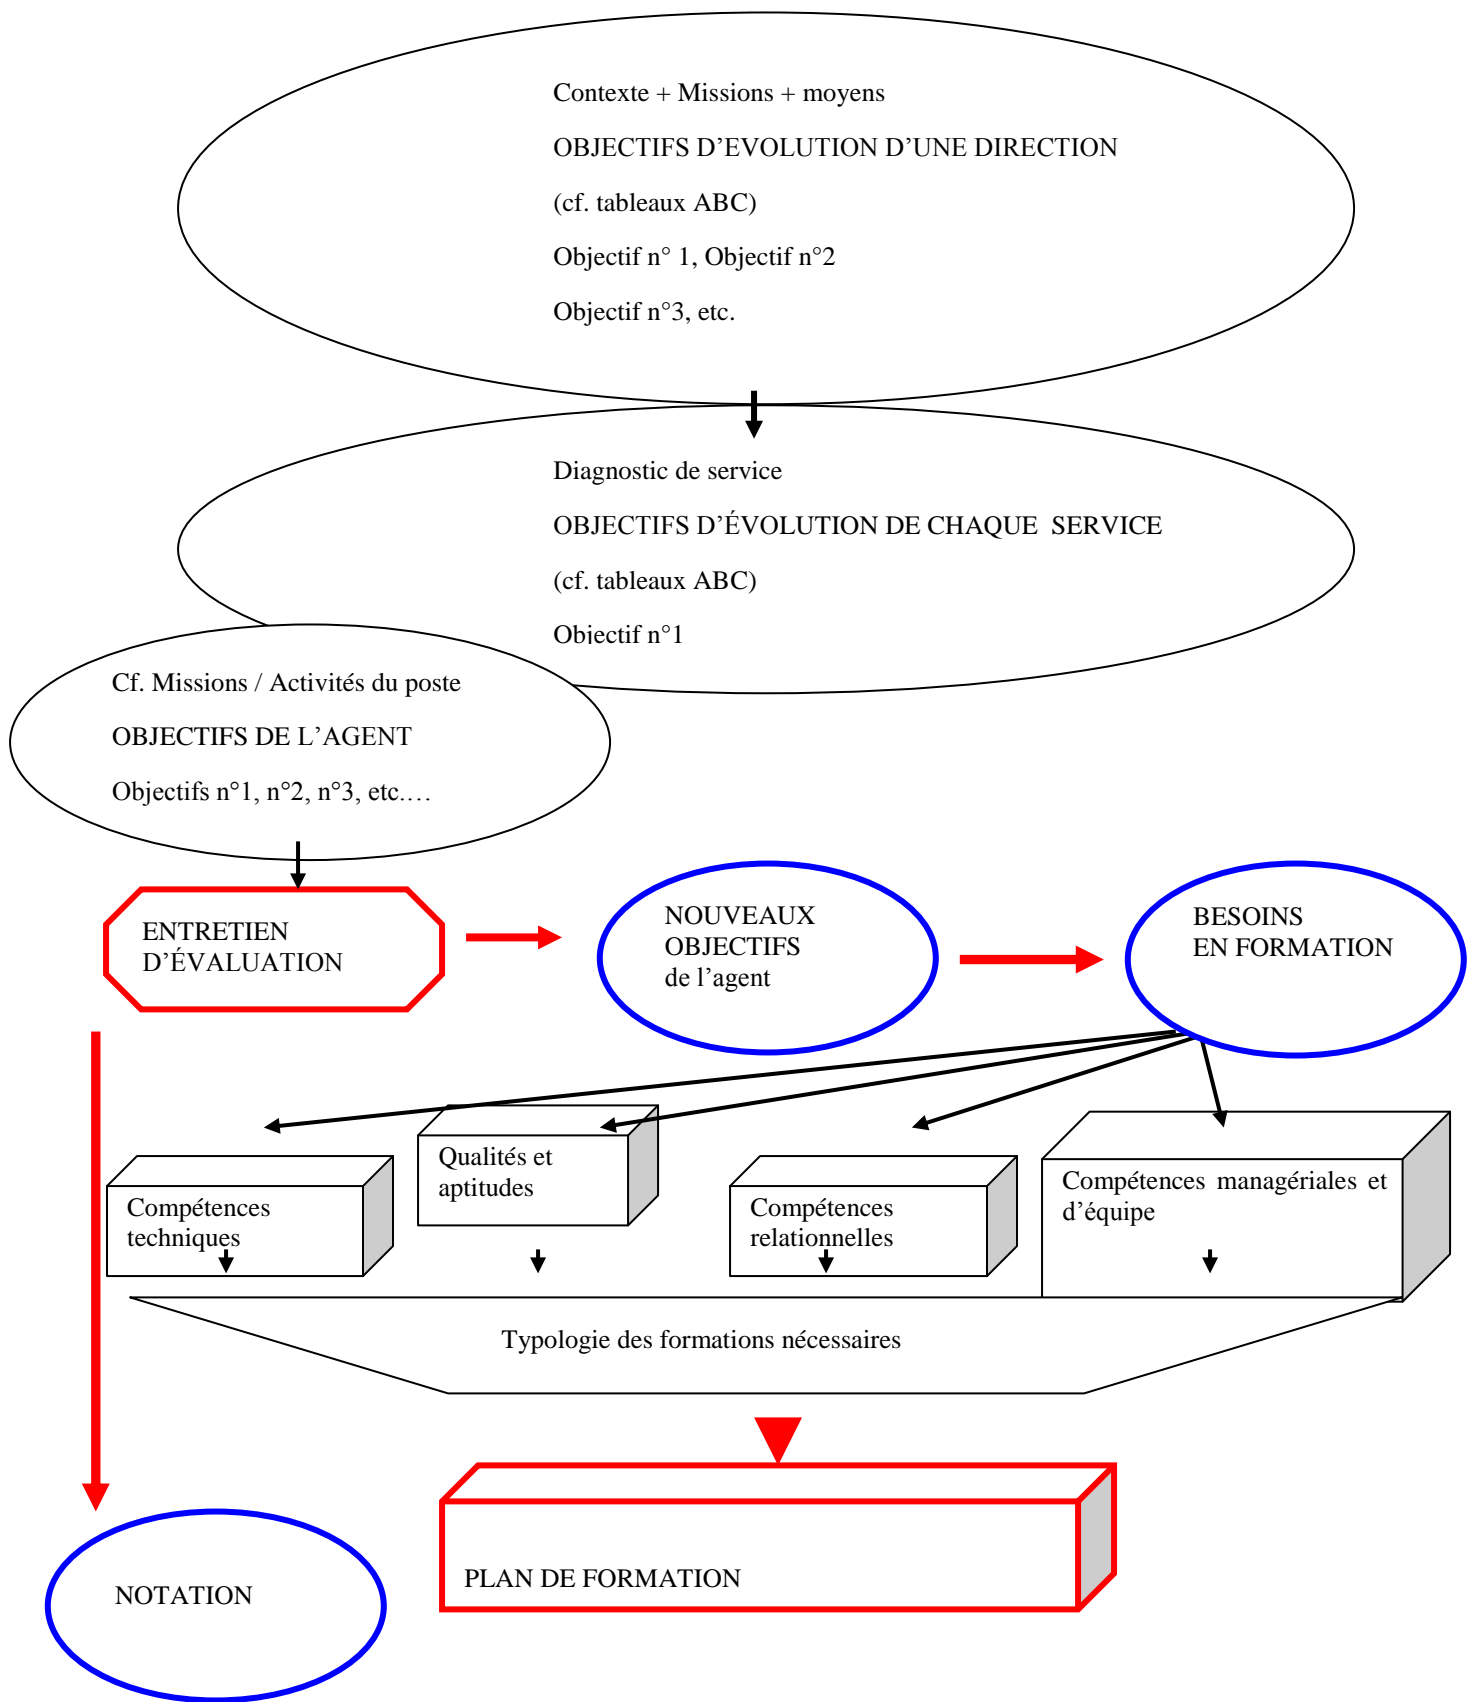 Contexte + Missions + moyens
OBJECTIFS D’EVOLUTION D’UNE DIRECTION
(cf. tableaux ABC)
Objectif n° 1, Objectif n°2
Objectif n°3, etc.
Diagnostic de service
OBJECTIFS D’ÉVOLUTION DE CHAQUE SERVICE
(cf. tableaux ABC)
Objectif n°1
Cf. Missions / Activités du poste
OBJECTIFS DE L’AGENT
Objectifs n°1, n°2, n°3, etc.…
ENTRETIEN
D’ÉVALUATION
NOUVEAUX
OBJECTIFS
de l’agent
BESOINS
EN FORMATION
Compétences
techniques
Qualités et
aptitudes
Compétences
relationnelles
Compétences managériales et
d’équipe
Typologie des formations nécessaires
PLAN DE FORMATION
NOTATION